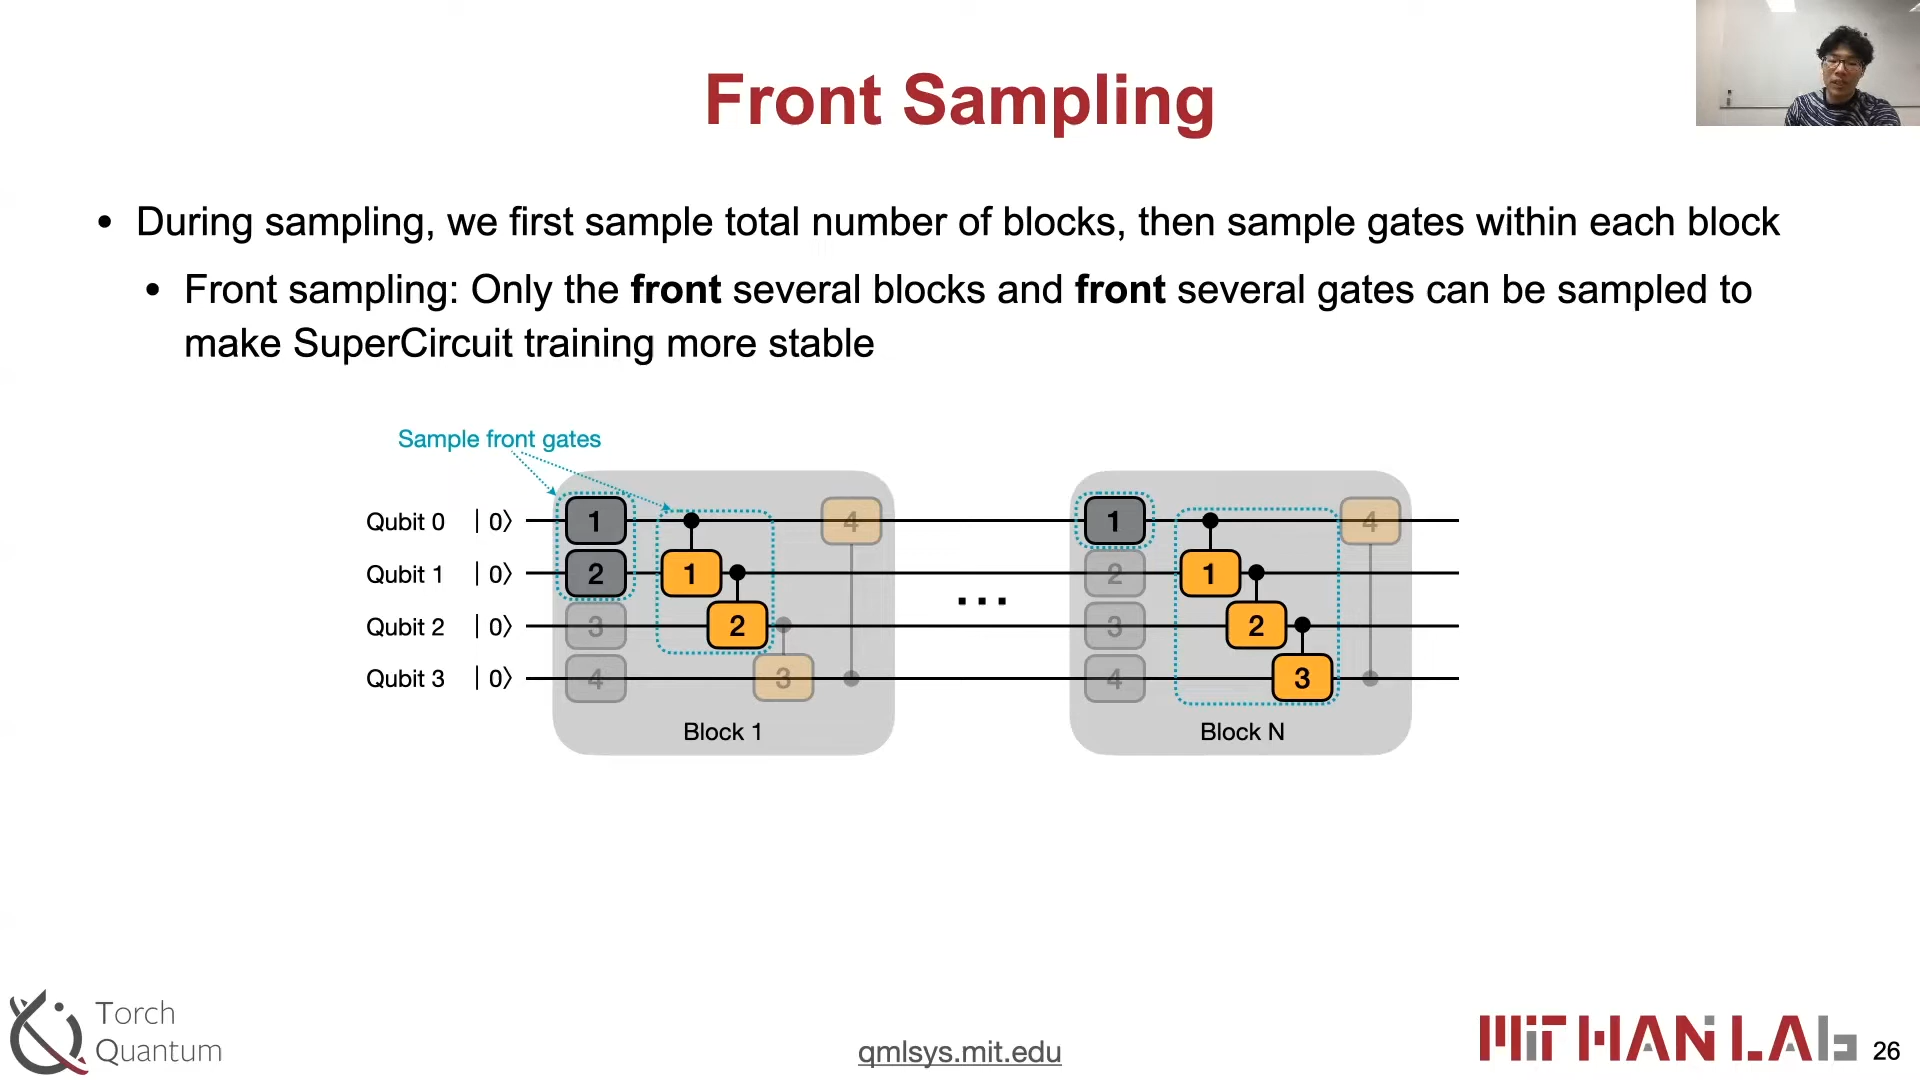 Front Sampling
• During sampling, we first sample total number of blocks, then sample gates within each block
• Front sampling: Only the front several blocks and front several gates can be sampled to
make SuperCircuit training more stable
Sample front gates
Qubit 0 | 0⟩ 1 4 1 4
Qubit 1 | 0⟩ 2 1 2 1
Qubit 2 | 0⟩ 3 2 ... 3 2
Qubit 3 | 0⟩ 4 3 4 3
Block 1 Block N
Torch
Quantum
qmlsys.mit.edu
MIT HAN LAB
26